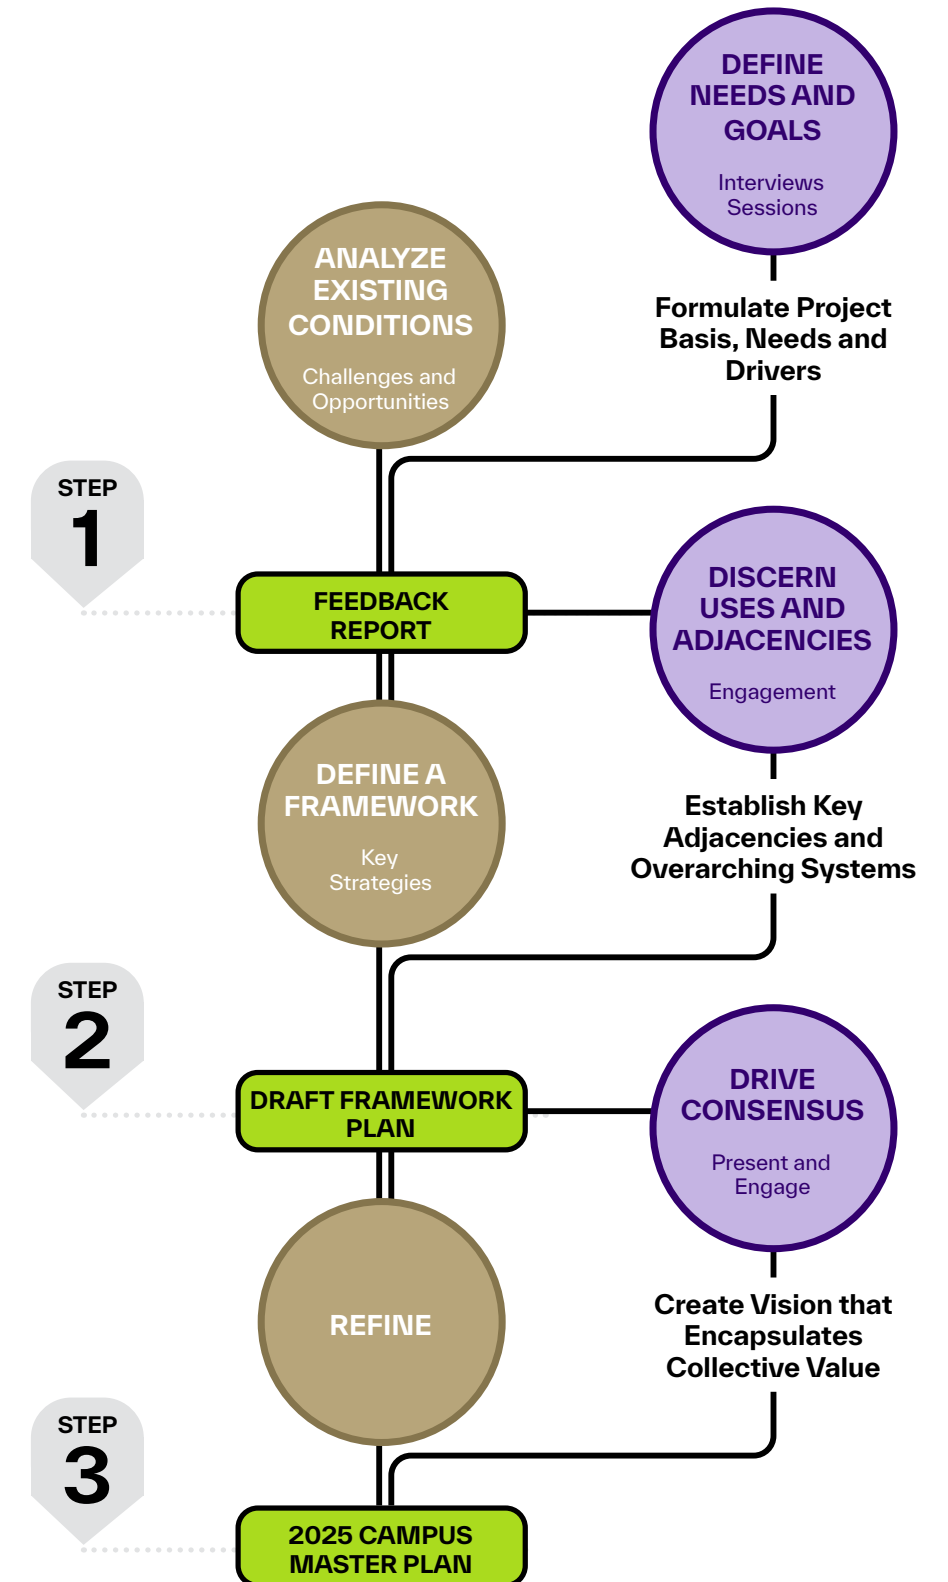 DEFINE
NEEDS AND
GOALS
Interviews
Sessions
ANALYZE
EXISTING
CONDITIONS
Challenges and
Opportunities
Formulate Project
Basis, Needs and
Drivers
STEP
1
FEEDBACK
REPORT
DISCERN
USES AND
ADJACENCIES
Engagement
DEFINE A
FRAMEWORK
Key
Strategies
Establish Key
Adjacencies and
Overarching Systems
STEP
2
DRAFT FRAMEWORK
PLAN
DRIVE
CONSENSUS
Present and
Engage
REFINE
Create Vision that
Encapsulates
Collective Value
STEP
3
2025 CAMPUS
MASTER PLAN